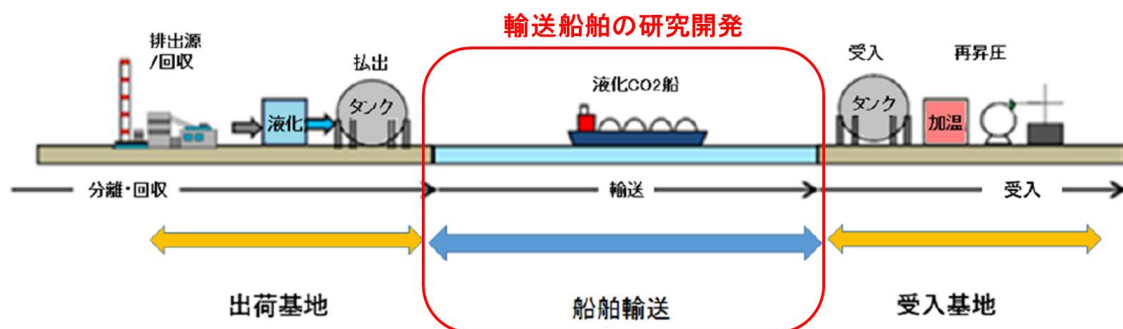 輸送船舶の研究開発
排出源
/回収
払出
液化
タンク
液化CO2船
受入
タンク
再昇圧
加温
分離・回収
輸送
受入
出荷基地
船舶輸送
受入基地